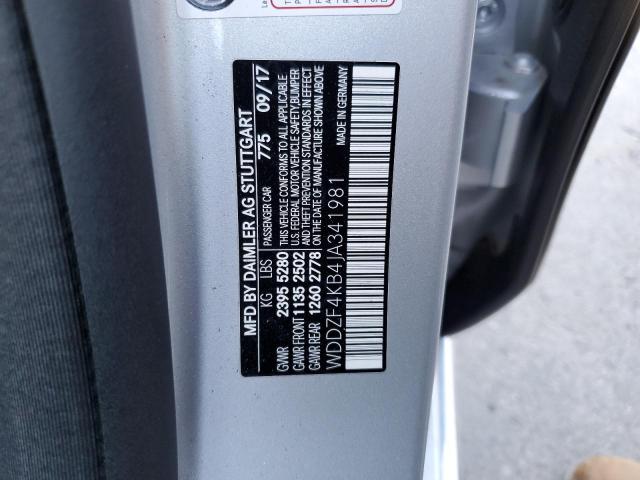 MFD BY DAIMLER AG STUTTGART
KG LBS PASSENGER CAR 775 09/17
GVWR 2395 5280 THIS VEHICLE CONFORMS TO ALL APPLICABLE
GAWR FRONT 1135 2502 U.S. FEDERAL MOTOR VEHICLE SAFETY, BUMPER
AND THEFT PREVENTION STANDARDS IN EFFECT
GAWR REAR 1260 2778 ON THE DATE OF MANUFACTURE SHOWN ABOVE
WDDZF4KB4JA341981 MADE IN GERMANY